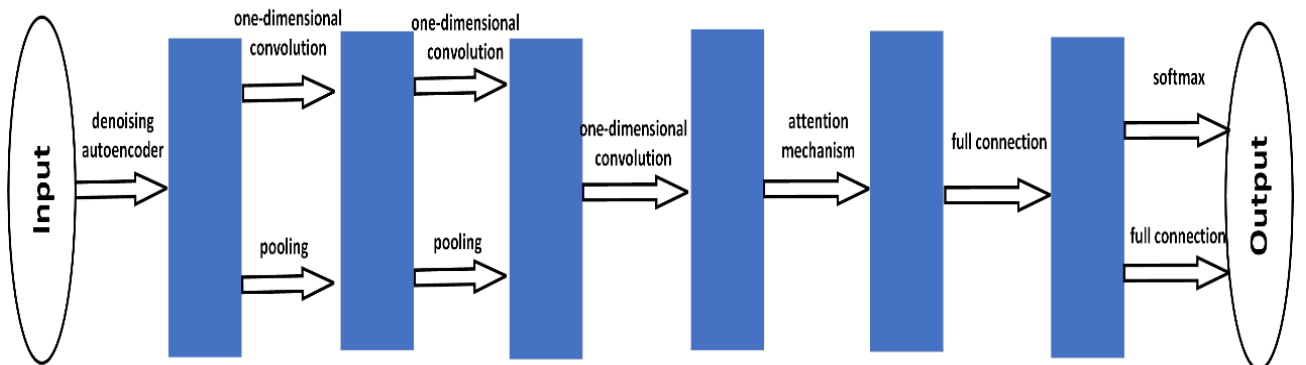 Input
denoising
autoencoder
one-dimensional
convolution
pooling
one-dimensional
convolution
pooling
one-dimensional
convolution
attention
mechanism
full connection
softmax
full connection
Output